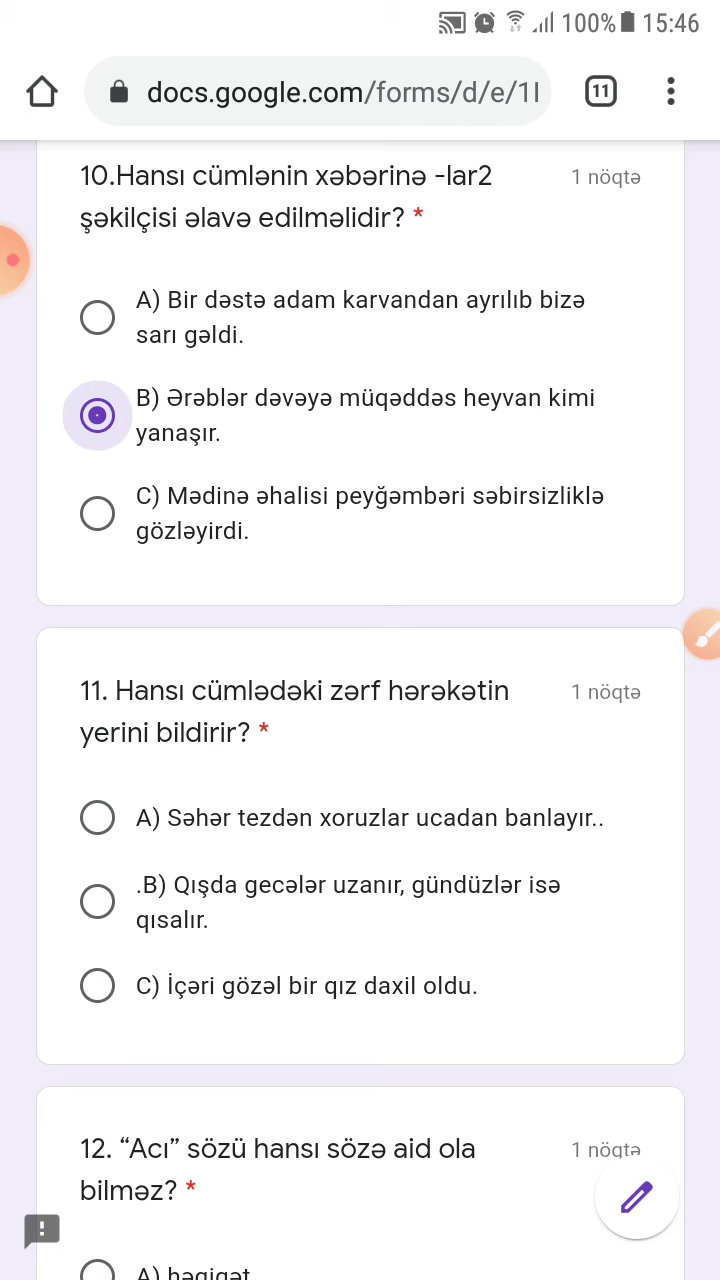 100% 15:46
docs.google.com/forms/d/e/1I
11
10.Hansı cümlənin xəbərinə -lar2
1 nöqtə
şəkilçisi əlavə edilməlidir? *
A) Bir dəstə adam karvandan ayrılıb bizə
sarı gəldi.
B) Ərəblər dəvəyə müqəddəs heyvan kimi
yanaşır.
C) Mədinə əhalisi peyğəmbəri səbirsizliklə
gözləyirdi.
11. Hansı cümlədəki zərf hərəkətin
1 nöqtə
yerini bildirir? *
A) Səhər tezdən xoruzlar ucadan banlayır..
.B) Qışda gecələr uzanır, gündüzlər isə
qısalır.
C) İçəri gözəl bir qız daxil oldu.
12. “Acı” sözü hansı sözə aid ola
1 nöqtə
bilməz? *
A) həqiqət